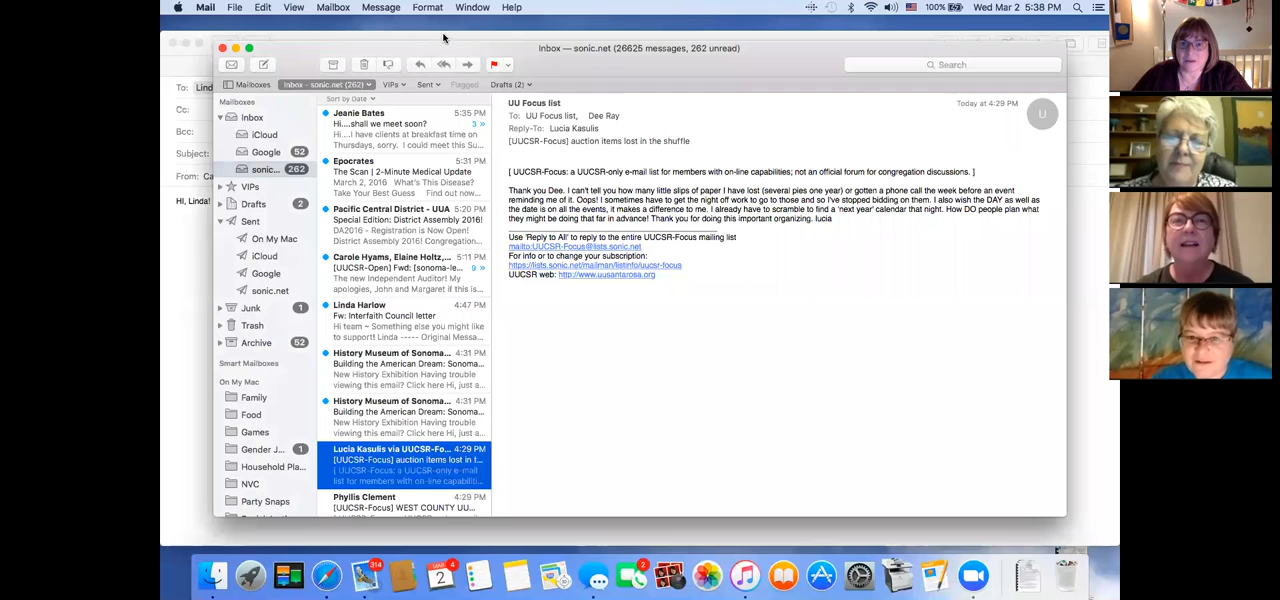 Mail File Edit View Mailbox Message Format Window Help 100% Wed Mar 2 5:38 PM
Inbox — sonic.net (26625 messages, 262 unread)
Search
Mailboxes Inbox - sonic.net (262) VIPs Sent Flagged Drafts (2)
To: Lind
Cc:
Bcc:
Subject:
From: Ca
Hi, Linda!
Mailboxes
Inbox
iCloud
Google 52
sonic... 262
VIPs
Drafts 2
Sent
On My Mac
iCloud
Google
sonic.net
Junk 1
Trash
Archive 52
Smart Mailboxes
On My Mac
Family
Food
Games
Gender J... 1
Household Pla...
NVC
Party Snaps
Sort by Date
Jeanie Bates 5:35 PM
Hi....shall we meet soon? 3 »
Hi....I have clients at breakfast time on
Thursdays, sorry. I could meet this Su...
Epocrates 5:31 PM
The Scan | 2-Minute Medical Update
March 2, 2016 What's This Disease?
Take Your Best Guess Find out now...
Pacific Central District - UUA 5:20 PM
Special Edition: District Assembly 2016!
DA2016 - Registration is Now Open!
District Assembly 2016! Congregation...
Carole Hyams, Elaine Holtz,... 5:11 PM
[UUCSR-Open] Fwd: [sonoma-le... 9 »
The new Independent Auditor! My
apologies, John and Margaret if this is...
Linda Harlow 4:47 PM
Fw: Interfaith Council letter
Hi team ~ Something else you might like
to support! Linda ----- Original Messa...
History Museum of Sonoma... 4:31 PM
Building the American Dream: Sonoma...
New History Exhibition Having trouble
viewing this email? Click here Hi, just a...
History Museum of Sonoma... 4:31 PM
Building the American Dream: Sonoma...
New History Exhibition Having trouble
viewing this email? Click here Hi, just a...
Lucia Kasulis via UUCSR-Fo... 4:29 PM
[UUCSR-Focus] auction items lost in t...
[ UUCSR-Focus: a UUCSR-only e-mail
list for members with on-line capabiliti...
Phyllis Clement 4:29 PM
[UUCSR-Focus] WEST COUNTY UU...
UU Focus list Today at 4:29 PM
U
To: UU Focus list, Dee Ray
Reply-To: Lucia Kasulis
[UUCSR-Focus] auction items lost in the shuffle
[ UUCSR-Focus: a UUCSR-only e-mail list for members with on-line capabilities; not an official forum for congregation discussions. ]
Thank you Dee. I can't tell you how many little slips of paper I have lost (several pies one year) or gotten a phone call the week before an event
reminding me of it. Oops! I sometimes have to get the night off work to go to those and so I've stopped bidding on them. I also wish the DAY as well as
the date is on all the events, it makes a difference to me. I already have to scramble to find a 'next year' calendar that night. How DO people plan what
they might be doing that far in advance! Thank you for doing this important organizing. lucia
Use 'Reply to All' to reply to the entire UUCSR-Focus mailing list
mailto:UUCSR-Focus@lists.sonic.net
For info or to change your subscription:
https://lists.sonic.net/mailman/listinfo/uucsr-focus
UUCSR web: http://www.uusantarosa.org
314
MAR
2
4
2